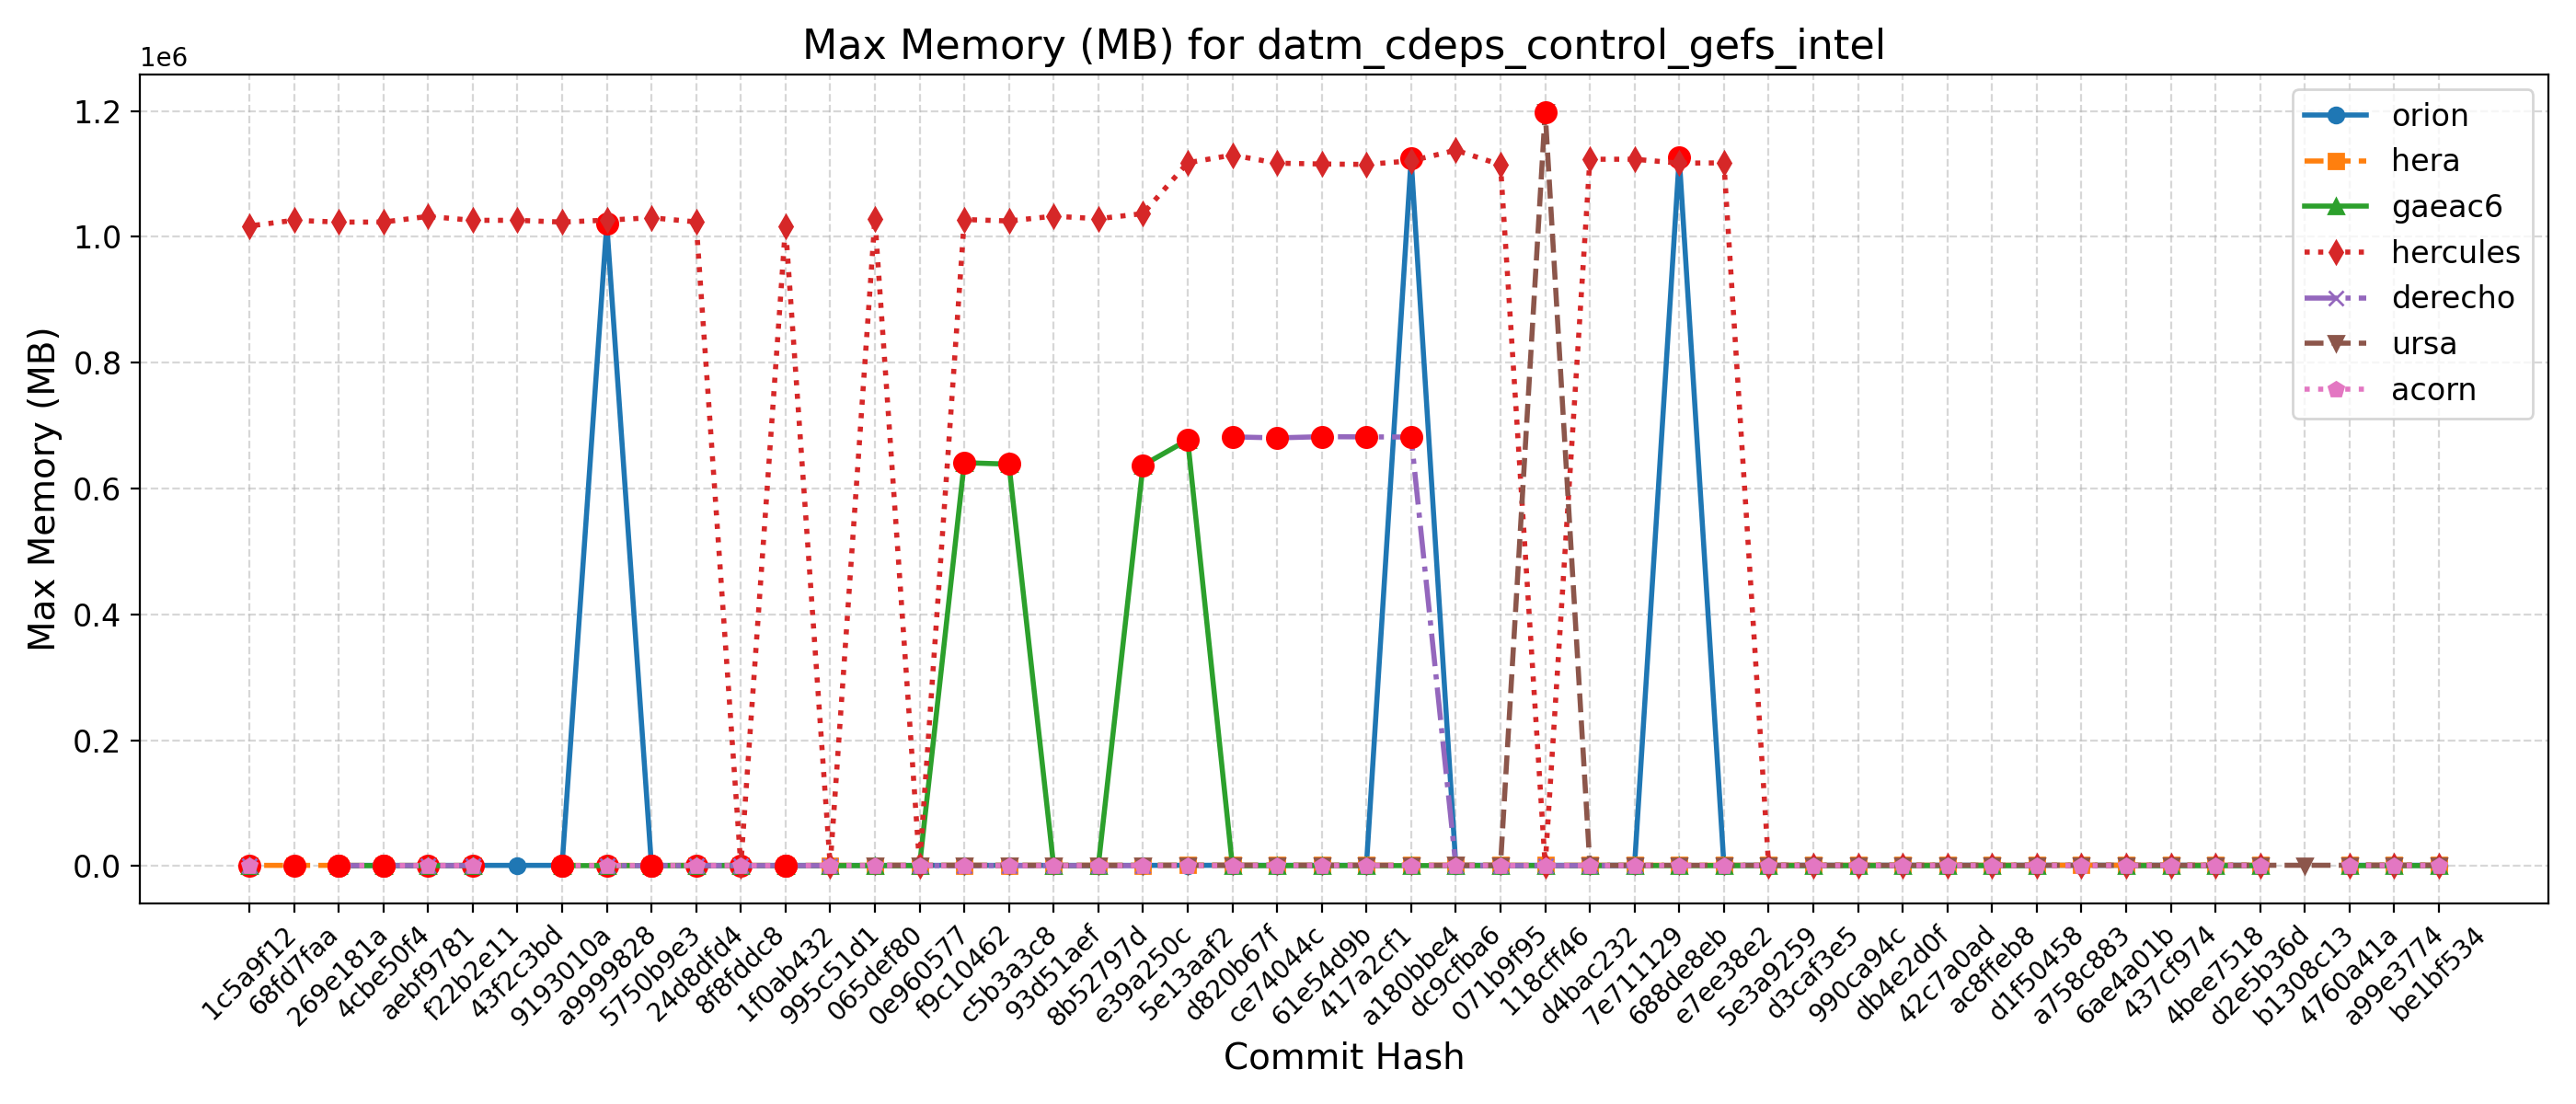 Max Memory (MB) for datm_cdeps_control_gefs_intel
1e6
1.2
1.0
0.8
0.6
0.4
0.2
0.0
Max Memory (MB)
orion
hera
gaeac6
hercules
derecho
ursa
acorn
1c5a9f12
68fd7faa
269e181a
4cbe50f4
aebf9781
f22b2e11
43f2c3bd
9193010a
a9999828
5750b9e3
24d8dfd4
8f8fddc8
1f0ab432
995c51d1
065def80
0e960577
f9c10462
c5b3a3c8
93d51aef
8b52797d
e39a250c
5e13aaf2
d820b67f
ce74044c
61e54d9b
417a2cf1
a180bbe4
dc9cfba6
071b9f95
118cff46
d4bac232
7e711129
688de8eb
e7ee38e2
5e3a9259
d3caf3e5
990ca94c
db4e2d0f
42c7a0ad
ac8ffeb8
d1f50458
a758c883
6ae4a01b
437cf974
4bee7518
d2e5b36d
b1308c13
4760a41a
a99e3774
be1bf534
Commit Hash